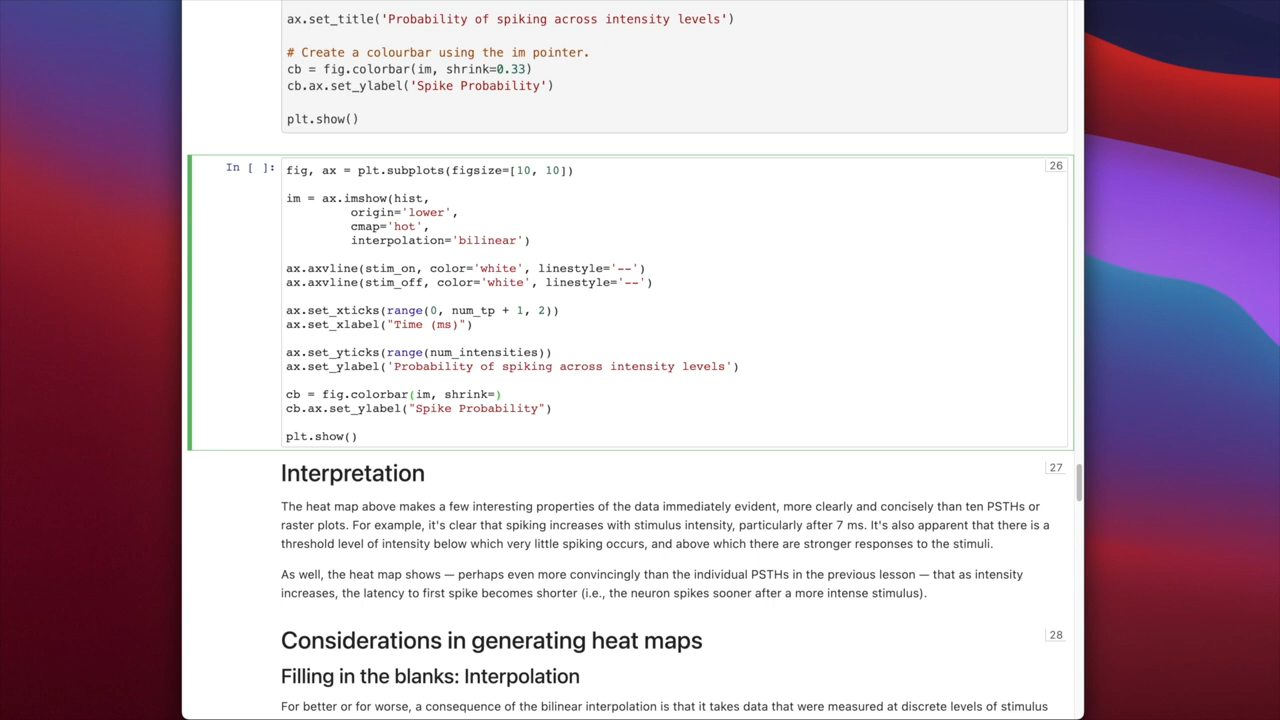 ax.set_title('Probability of spiking across intensity levels')
# Create a colourbar using the im pointer.
cb = fig.colorbar(im, shrink=0.33)
cb.ax.set_ylabel('Spike Probability')
plt.show()
In [ ]:
26
fig, ax = plt.subplots(figsize=[10, 10])
im = ax.imshow(hist,
origin='lower',
cmap='hot',
interpolation='bilinear')
ax.axvline(stim_on, color='white', linestyle='--')
ax.axvline(stim_off, color='white', linestyle='--')
ax.set_xticks(range(0, num_tp + 1, 2))
ax.set_xlabel("Time (ms)")
ax.set_yticks(range(num_intensities))
ax.set_ylabel('Probability of spiking across intensity levels')
cb = fig.colorbar(im, shrink=)
cb.ax.set_ylabel("Spike Probability")
plt.show()
Interpretation
27
The heat map above makes a few interesting properties of the data immediately evident, more clearly and concisely than ten PSTHs or
raster plots. For example, it's clear that spiking increases with stimulus intensity, particularly after 7 ms. It's also apparent that there is a
threshold level of intensity below which very little spiking occurs, and above which there are stronger responses to the stimuli.
As well, the heat map shows — perhaps even more convincingly than the individual PSTHs in the previous lesson — that as intensity
increases, the latency to first spike becomes shorter (i.e., the neuron spikes sooner after a more intense stimulus).
Considerations in generating heat maps
28
Filling in the blanks: Interpolation
For better or for worse, a consequence of the bilinear interpolation is that it takes data that were measured at discrete levels of stimulus